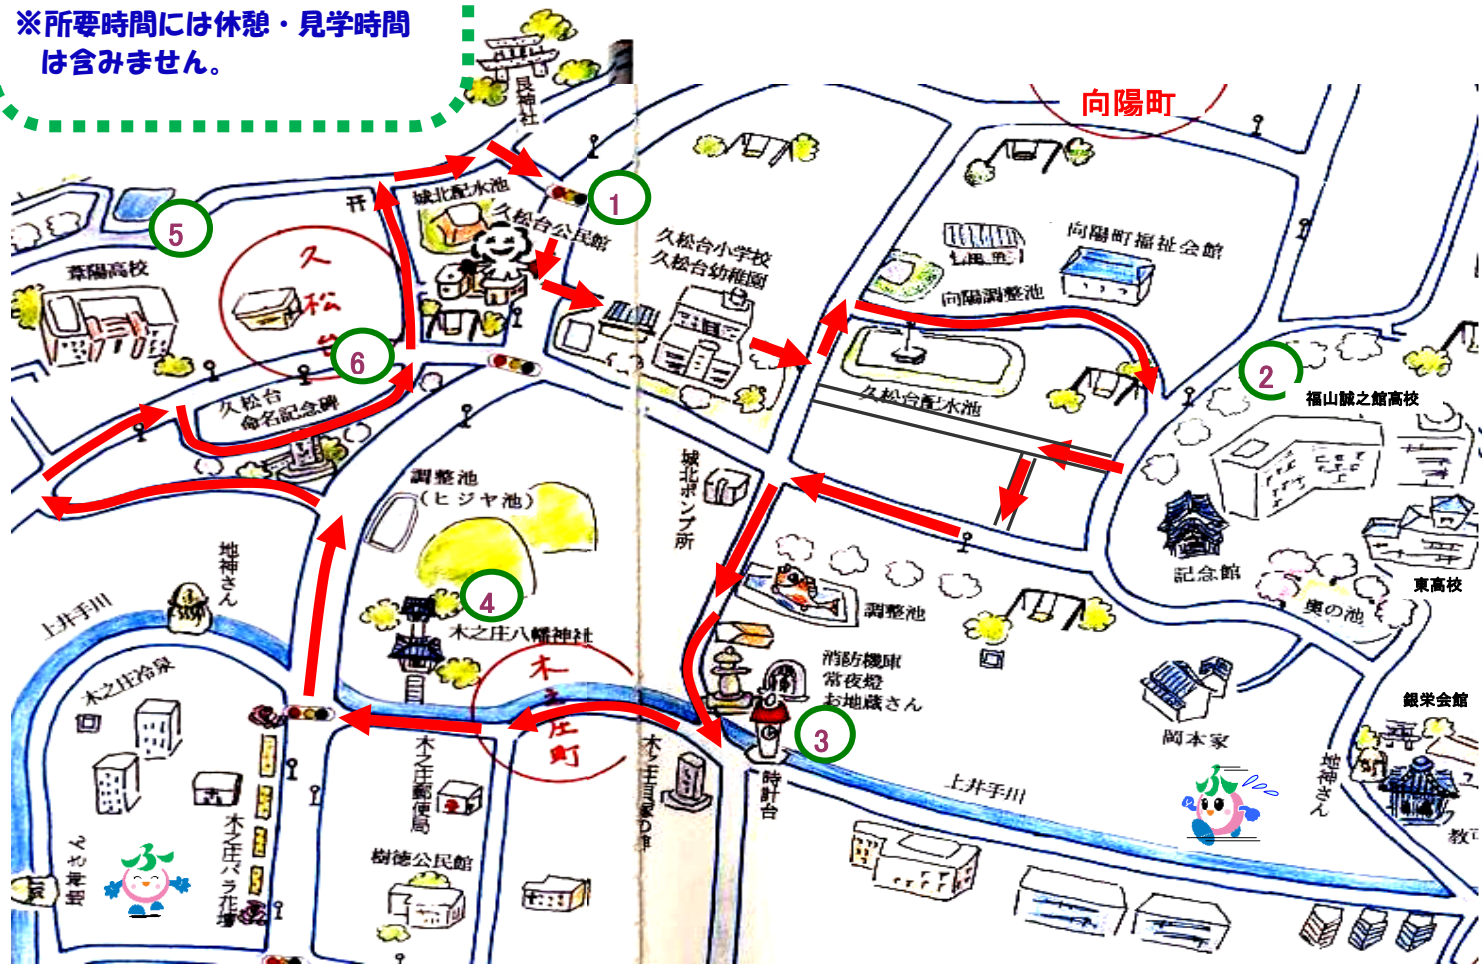 ※所要時間には休憩・見学時間
は含みません。
向陽町
艮神社
城北配水池
久松台公民館
久松台小学校
久松台幼稚園
向陽町福祉会館
向陽調整池
久松台配水池
葦陽高校
久松台
久松台
命名記念碑
1
2
3
4
5
6
福山誠之館高校
記念館
東高校
奥の池
銀栄会館
城北ポンプ所
調整池
(ヒジヤ池)
調整池
木之庄八幡神社
木之庄町
消防機庫
常夜燈
お地蔵さん
時計台
岡本家
地神さん
上井手川
地神さん
上井手川
木之庄冷泉
木之庄郵便局
樹徳公民館
木之庄バラ花壇
地神さん